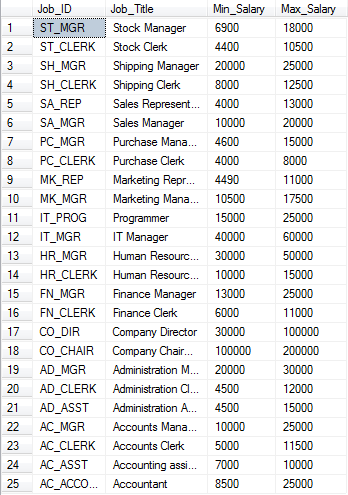 Job_ID Job_Title Min_Salary Max_Salary
1 ST_MGR Stock Manager 6900 18000
2 ST_CLERK Stock Clerk 4400 10500
3 SH_MGR Shipping Manager 20000 25000
4 SH_CLERK Shipping Clerk 8000 12500
5 SA_REP Sales Represent... 4000 13000
6 SA_MGR Sales Manager 10000 20000
7 PC_MGR Purchase Mana... 4600 15000
8 PC_CLERK Purchase Clerk 4000 8000
9 MK_REP Marketing Repr... 4490 11000
10 MK_MGR Marketing Mana... 10500 17500
11 IT_PROG Programmer 15000 25000
12 IT_MGR IT Manager 40000 60000
13 HR_MGR Human Resourc... 30000 50000
14 HR_CLERK Human Resourc... 10000 15000
15 FN_MGR Finance Manager 13000 25000
16 FN_CLERK Finance Clerk 6000 11000
17 CO_DIR Company Director 30000 100000
18 CO_CHAIR Company Chair... 100000 200000
19 AD_MGR Administration M... 20000 30000
20 AD_CLERK Administration Cl... 4500 12000
21 AD_ASST Administration A... 4500 15000
22 AC_MGR Accounts Mana... 10000 25000
23 AC_CLERK Accounts Clerk 5000 11500
24 AC_ASST Accounting assi... 7000 10000
25 AC_ACCO... Accountant 8500 25000